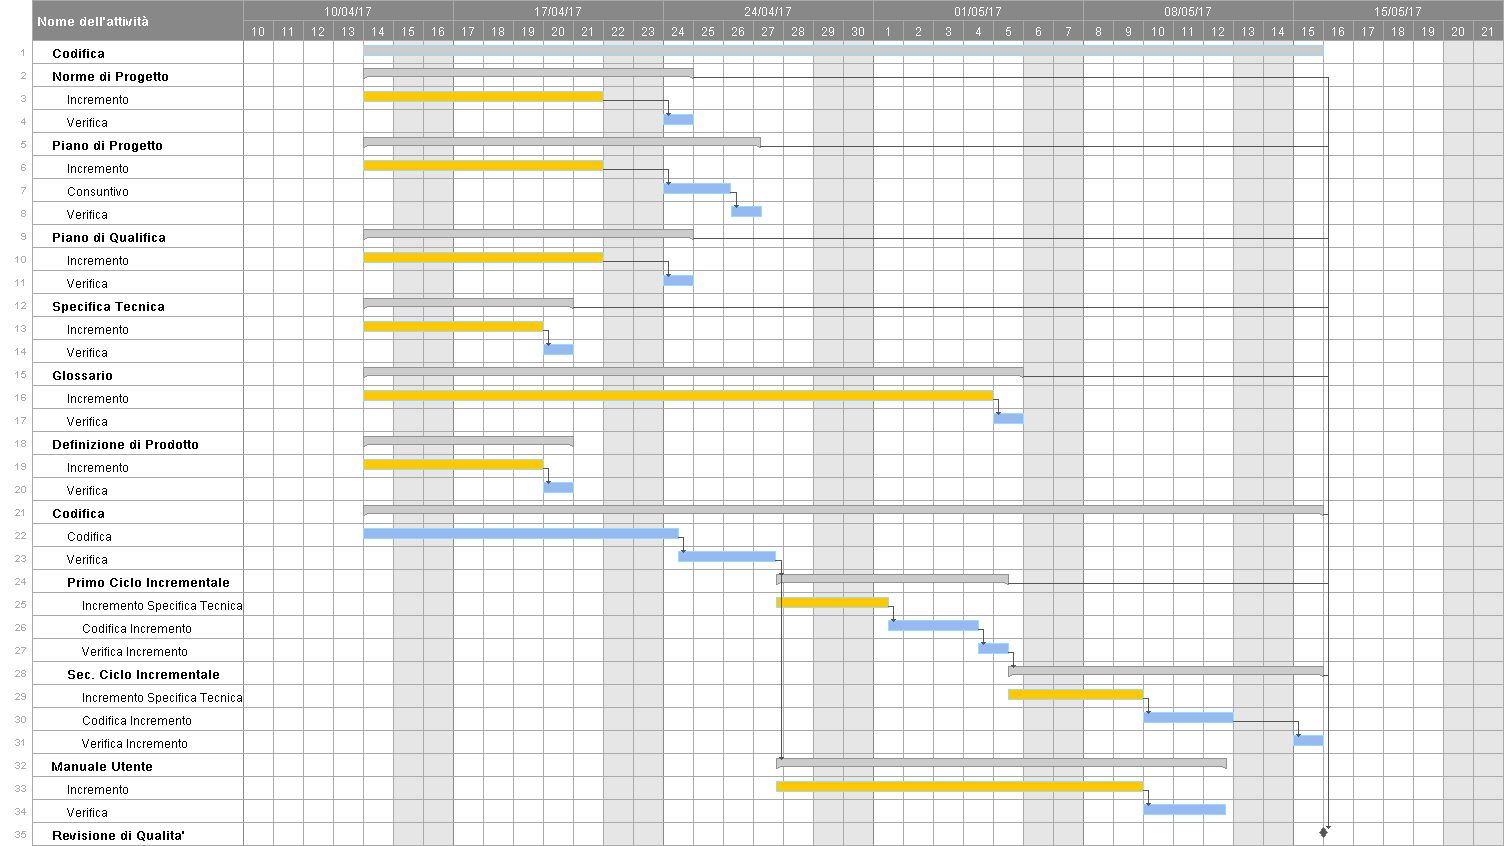 Nome dell'attività
10/04/17 17/04/17 24/04/17 01/05/17 08/05/17 15/05/17
10 11 12 13 14 15 16 17 18 19 20 21 22 23 24 25 26 27 28 29 30 1 2 3 4 5 6 7 8 9 10 11 12 13 14 15 16 17 18 19 20 21
1 Codifica
2 Norme di Progetto
3 Incremento
4 Verifica
5 Piano di Progetto
6 Incremento
7 Consuntivo
8 Verifica
9 Piano di Qualifica
10 Incremento
11 Verifica
12 Specifica Tecnica
13 Incremento
14 Verifica
15 Glossario
16 Incremento
17 Verifica
18 Definizione di Prodotto
19 Incremento
20 Verifica
21 Codifica
22 Codifica
23 Verifica
24 Primo Ciclo Incrementale
25 Incremento Specifica Tecnica
26 Codifica Incremento
27 Verifica Incremento
28 Sec. Ciclo Incrementale
29 Incremento Specifica Tecnica
30 Codifica Incremento
31 Verifica Incremento
32 Manuale Utente
33 Incremento
34 Verifica
35 Revisione di Qualita'